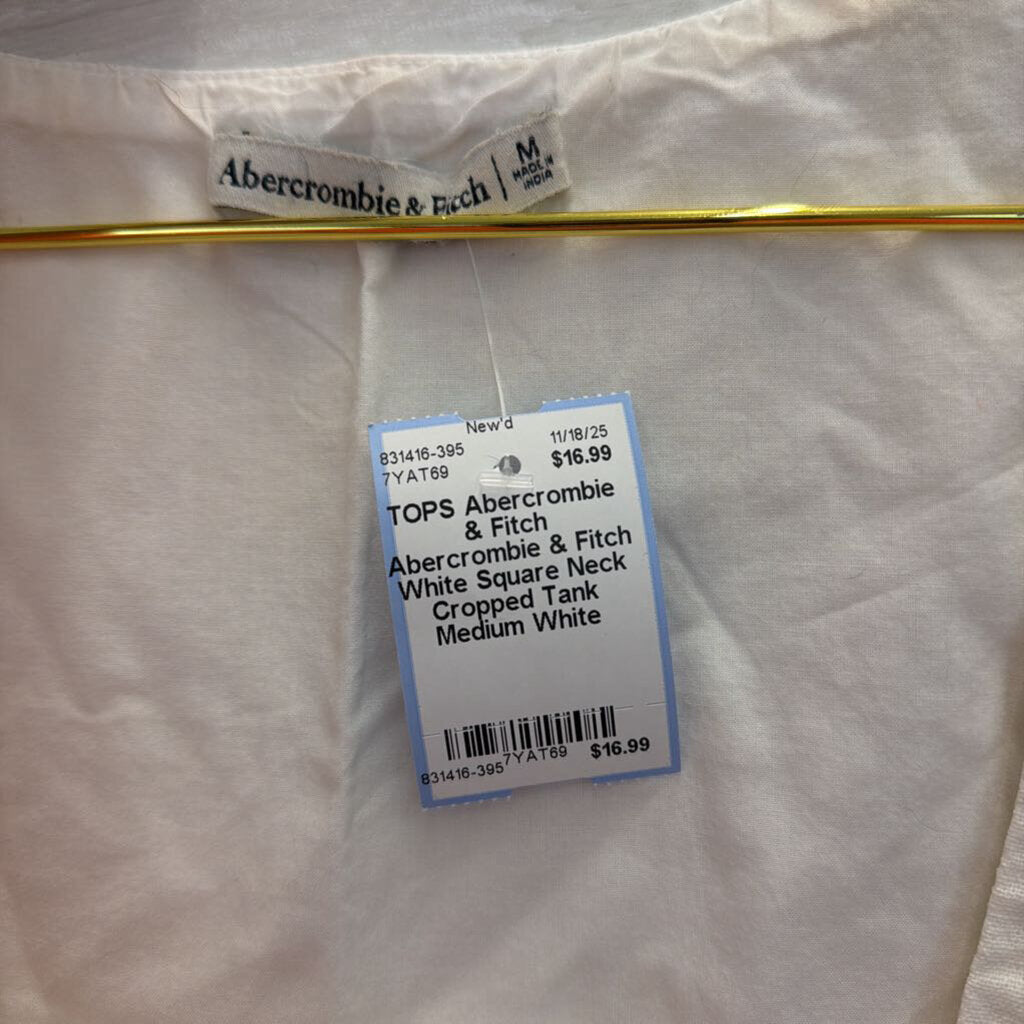 Abercrombie & Fitch | M
MADE IN
INDIA
New'd
831416-395 11/18/25
7YAT69 $16.99
TOPS Abercrombie
& Fitch
Abercrombie & Fitch
White Square Neck
Cropped Tank
Medium White
831416-395 7YAT69 $16.99